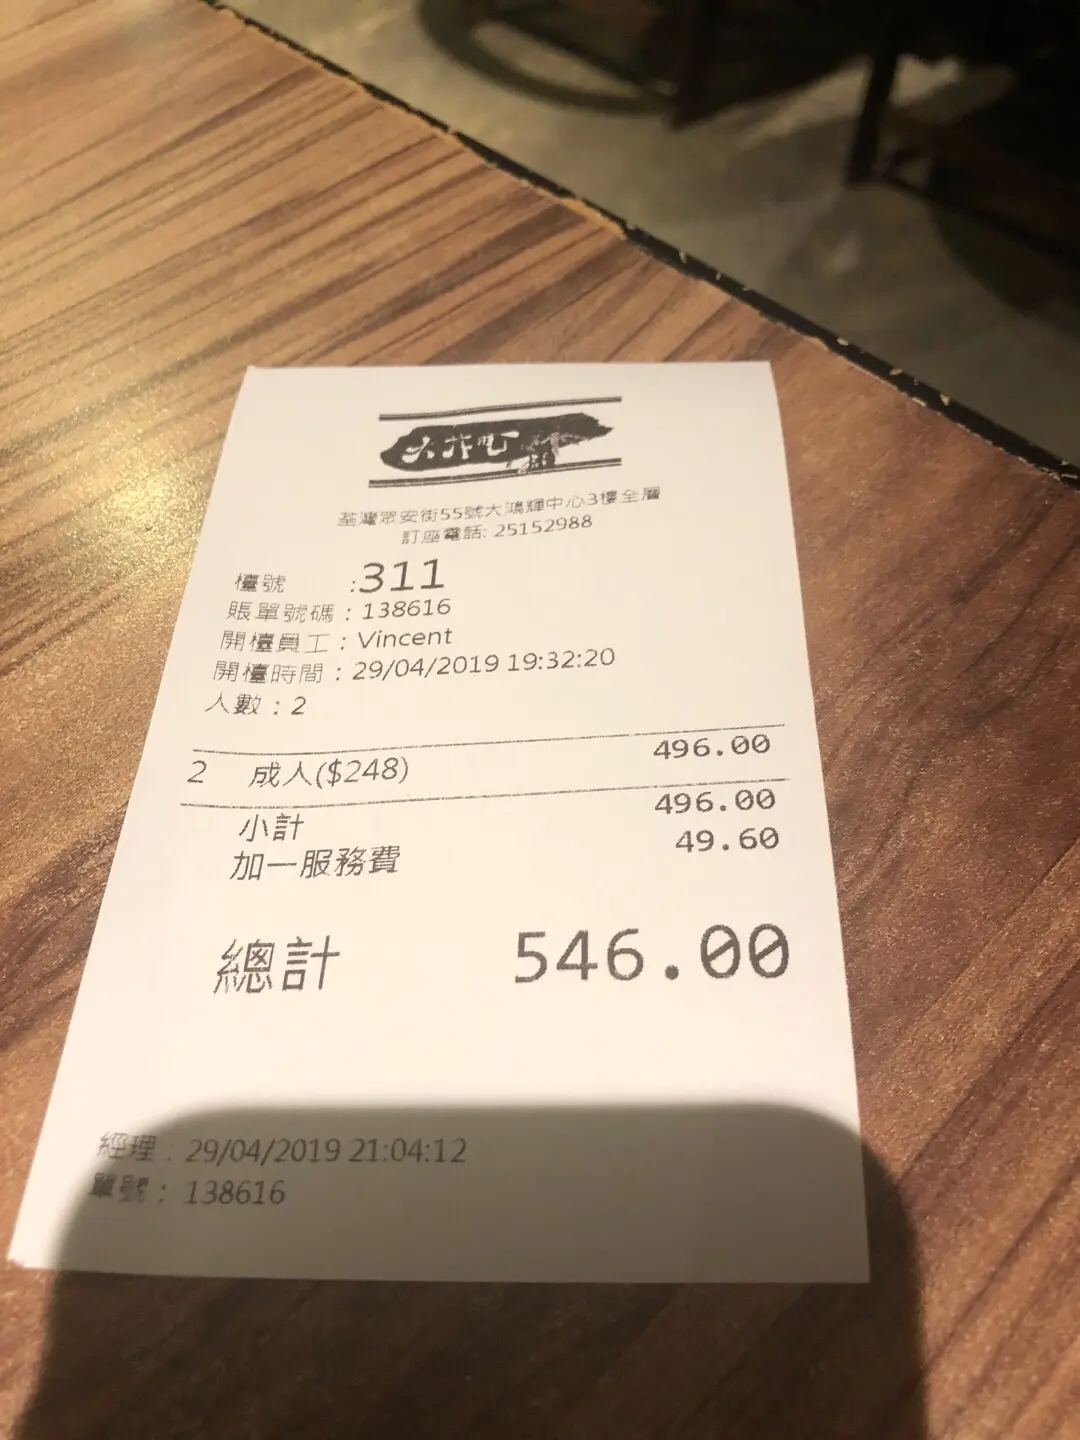 荃灣眾安街55號大鴻輝中心3樓全層
訂座電話: 25152988
檯號 :311
賬單號碼 : 138616
開檯員工 : Vincent
開檯時間 : 29/04/2019 19:32:20
人數 : 2
2 成人($248) 496.00
小計 496.00
加一服務費 49.60
總計 546.00
經理 : 29/04/2019 21:04:12
單號 : 138616